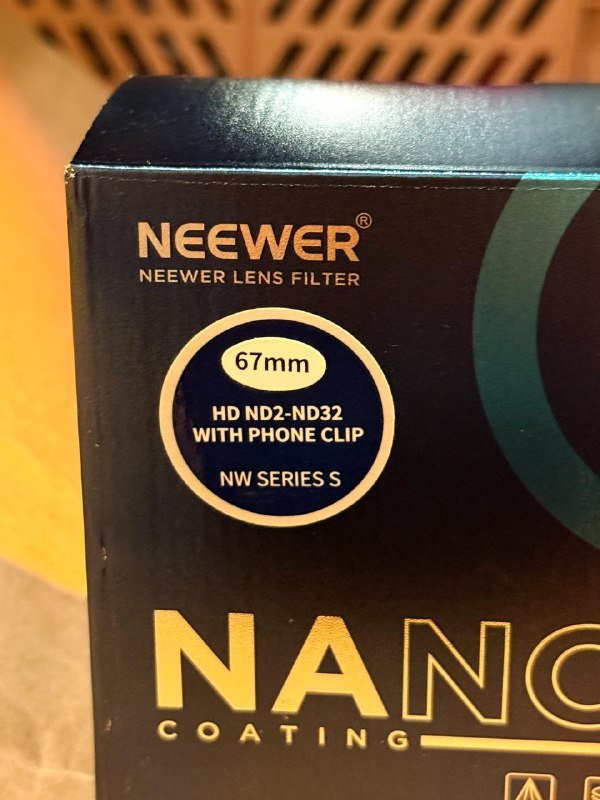 NEEWER®
NEEWER LENS FILTER
67mm
HD ND2-ND32
WITH PHONE CLIP
NW SERIES S
NANO
COATING